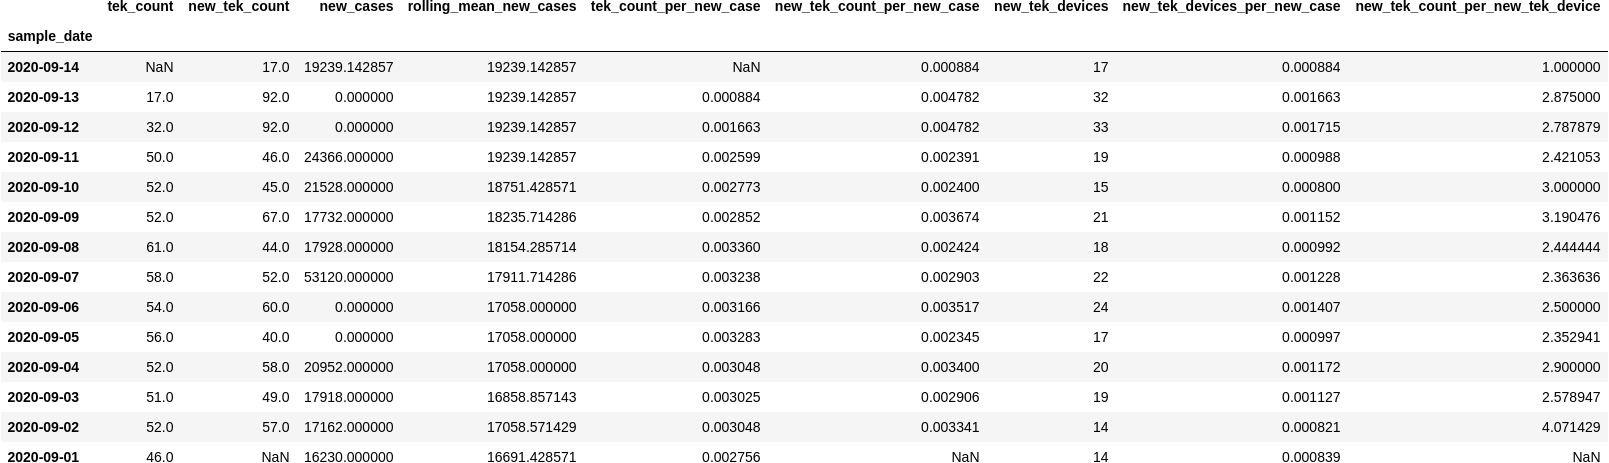 tek_count new_tek_count new_cases rolling_mean_new_cases tek_count_per_new_case new_tek_count_per_new_case new_tek_devices new_tek_devices_per_new_case new_tek_count_per_new_tek_device
sample_date
2020-09-14 NaN 17.0 19239.142857 19239.142857 NaN 0.000884 17 0.000884 1.000000
2020-09-13 17.0 92.0 0.000000 19239.142857 0.000884 0.004782 32 0.001663 2.875000
2020-09-12 32.0 92.0 0.000000 19239.142857 0.001663 0.004782 33 0.001715 2.787879
2020-09-11 50.0 46.0 24366.000000 19239.142857 0.002599 0.002391 19 0.000988 2.421053
2020-09-10 52.0 45.0 21528.000000 18751.428571 0.002773 0.002400 15 0.000800 3.000000
2020-09-09 52.0 67.0 17732.000000 18235.714286 0.002852 0.003674 21 0.001152 3.190476
2020-09-08 61.0 44.0 17928.000000 18154.285714 0.003360 0.002424 18 0.000992 2.444444
2020-09-07 58.0 52.0 53120.000000 17911.714286 0.003238 0.002903 22 0.001228 2.363636
2020-09-06 54.0 60.0 0.000000 17058.000000 0.003166 0.003517 24 0.001407 2.500000
2020-09-05 56.0 40.0 0.000000 17058.000000 0.003283 0.002345 17 0.000997 2.352941
2020-09-04 52.0 58.0 20952.000000 17058.000000 0.003048 0.003400 20 0.001172 2.900000
2020-09-03 51.0 49.0 17918.000000 16858.857143 0.003025 0.002906 19 0.001127 2.578947
2020-09-02 52.0 57.0 17162.000000 17058.571429 0.003048 0.003341 14 0.000821 4.071429
2020-09-01 46.0 NaN 16230.000000 16691.428571 0.002756 NaN 14 0.000839 NaN